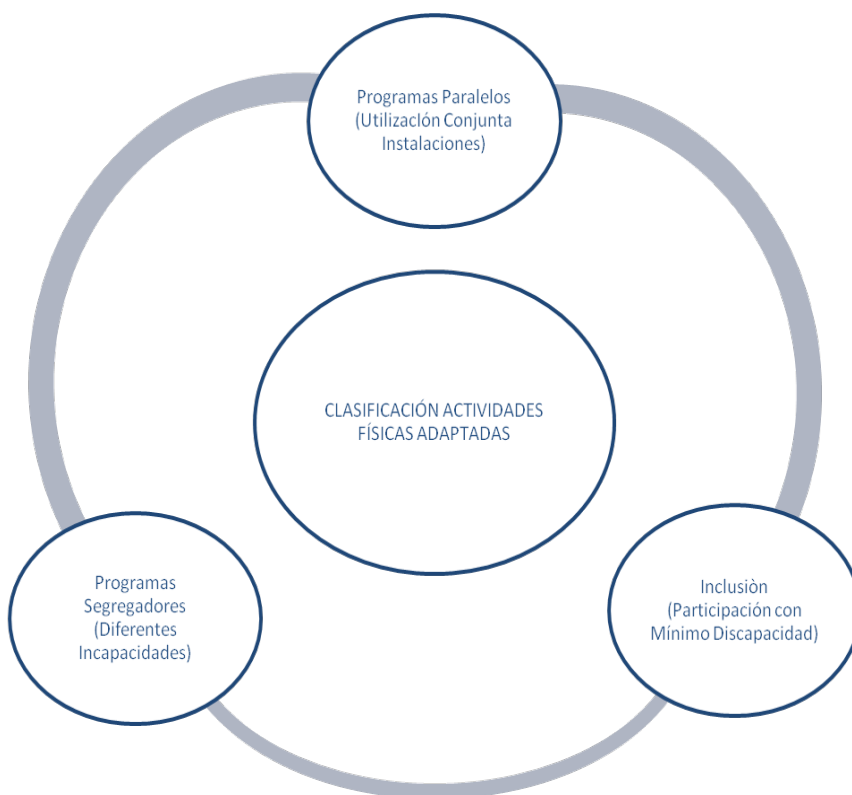 Programas Paralelos
(UtilizacIón Conjunta
Instalaciones)
CLASIFICACIÓN ACTIVIDADES
FÍSICAS ADAPTADAS
Programas
Segregadores
(Diferentes
Incapacidades)
Inclusiòn
(Participación con
Mínimo Discapacidad)